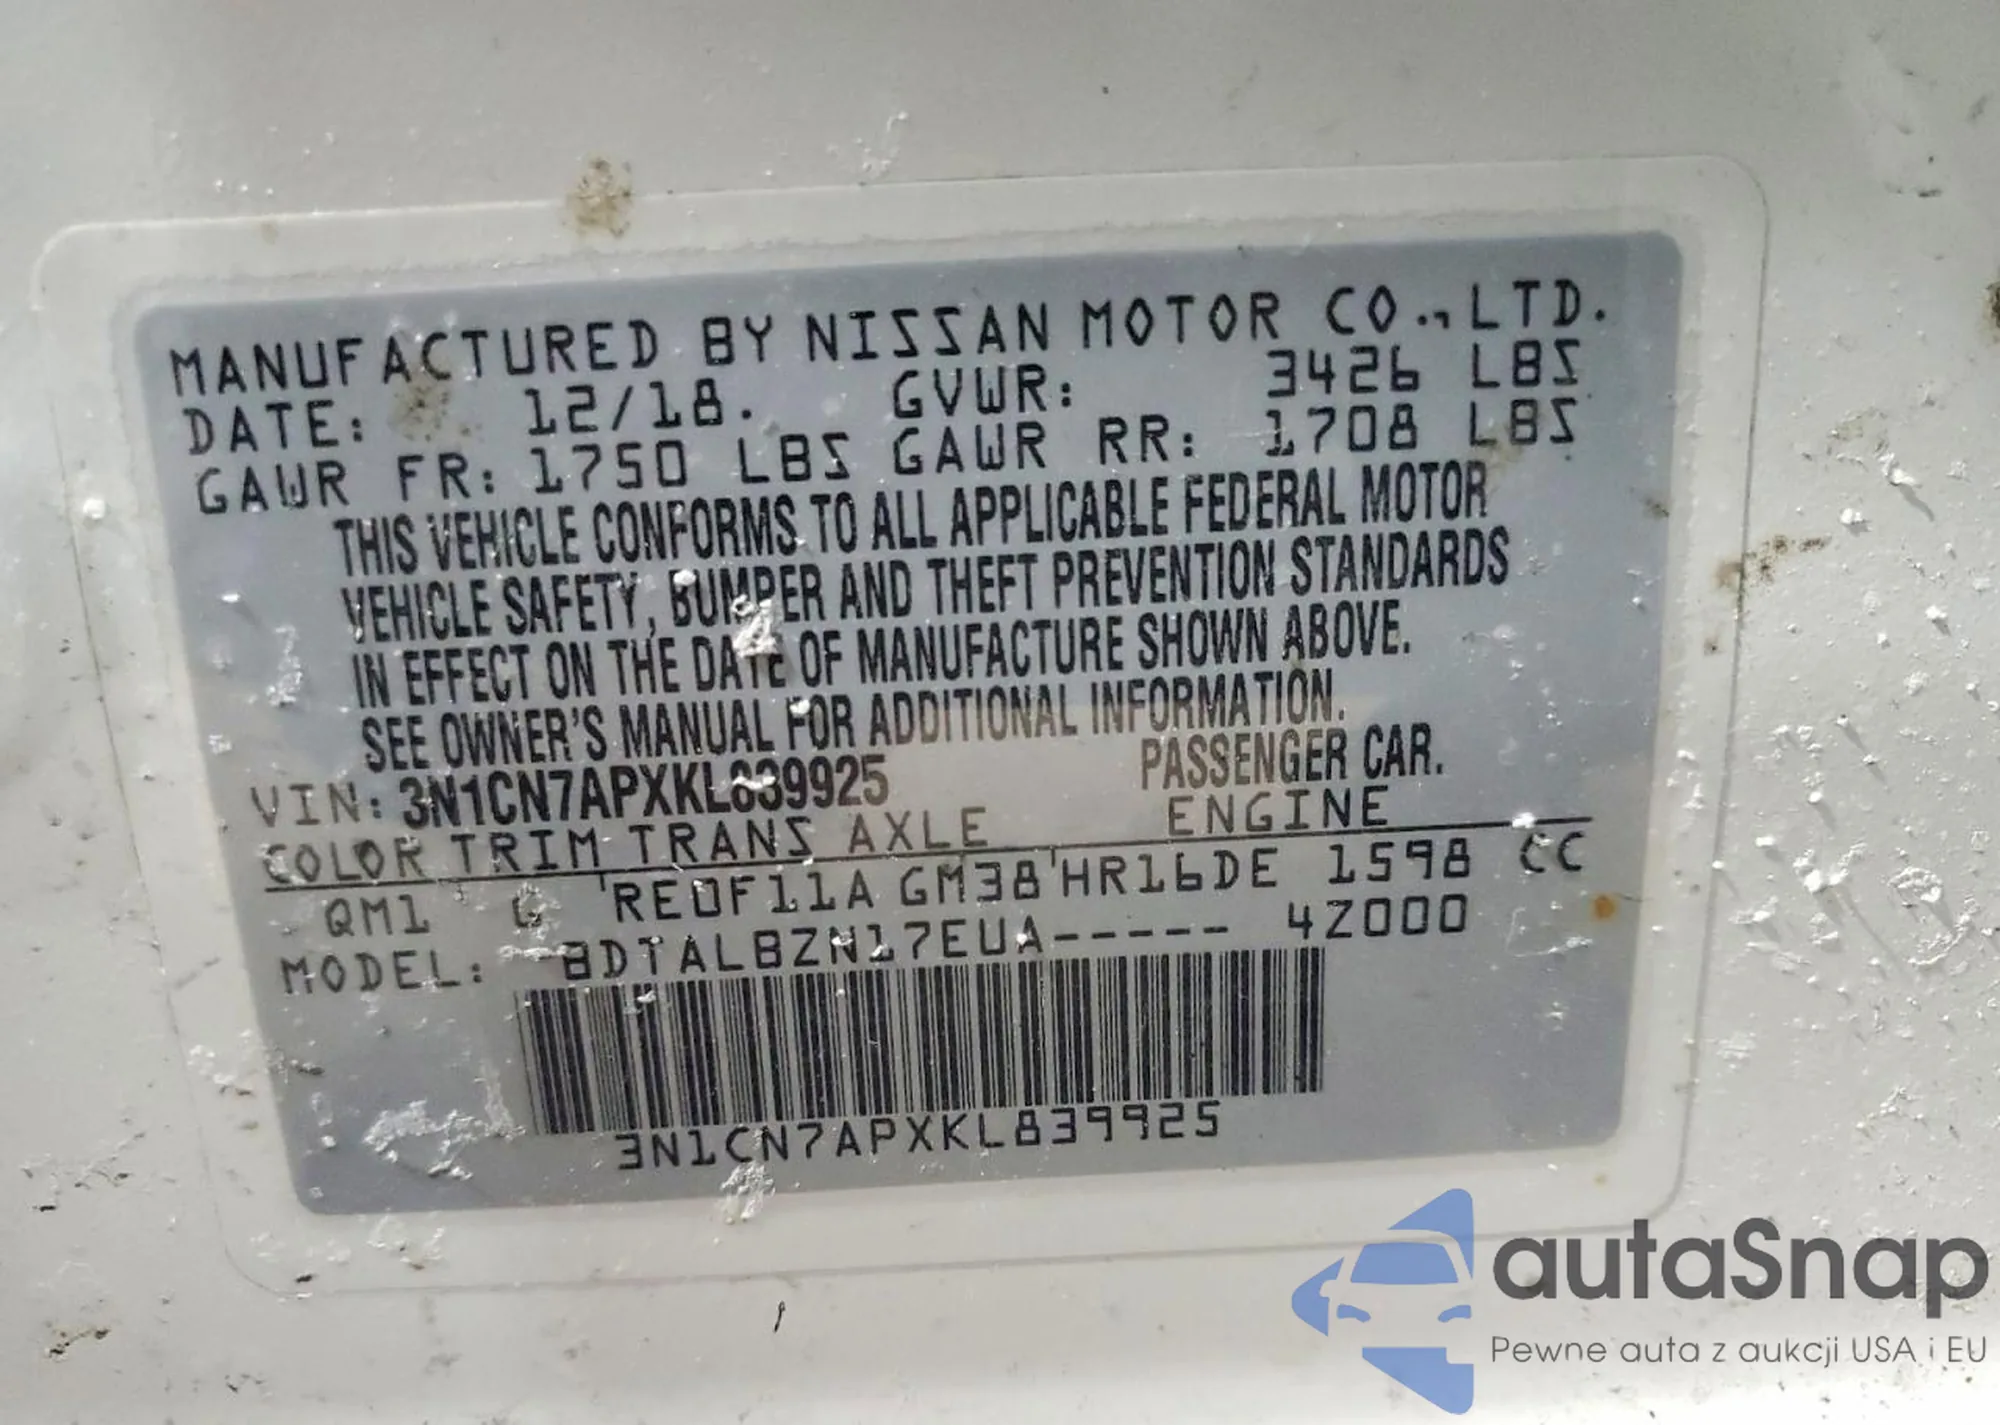 MANUFACTURED BY NISSAN MOTOR CO., LTD.
DATE: 12/18. GVWR: 3426 LBS
GAWR FR: 1750 LBS GAWR RR: 1708 LBS
THIS VEHICLE CONFORMS TO ALL APPLICABLE FEDERAL MOTOR
VEHICLE SAFETY, BUMPER AND THEFT PREVENTION STANDARDS
IN EFFECT ON THE DATE OF MANUFACTURE SHOWN ABOVE.
SEE OWNER'S MANUAL FOR ADDITIONAL INFORMATION.
VIN: 3N1CN7APXKL839925 PASSENGER CAR.
COLOR TRIM TRANS AXLE ENGINE
QM1 G RE0F11A GM38 HR16DE 1598 CC
MODEL: BDTALBZN17EUA----- 4Z000
3N1CN7APXKL839925
autaSnap
Pewne auta z aukcji USA i EU